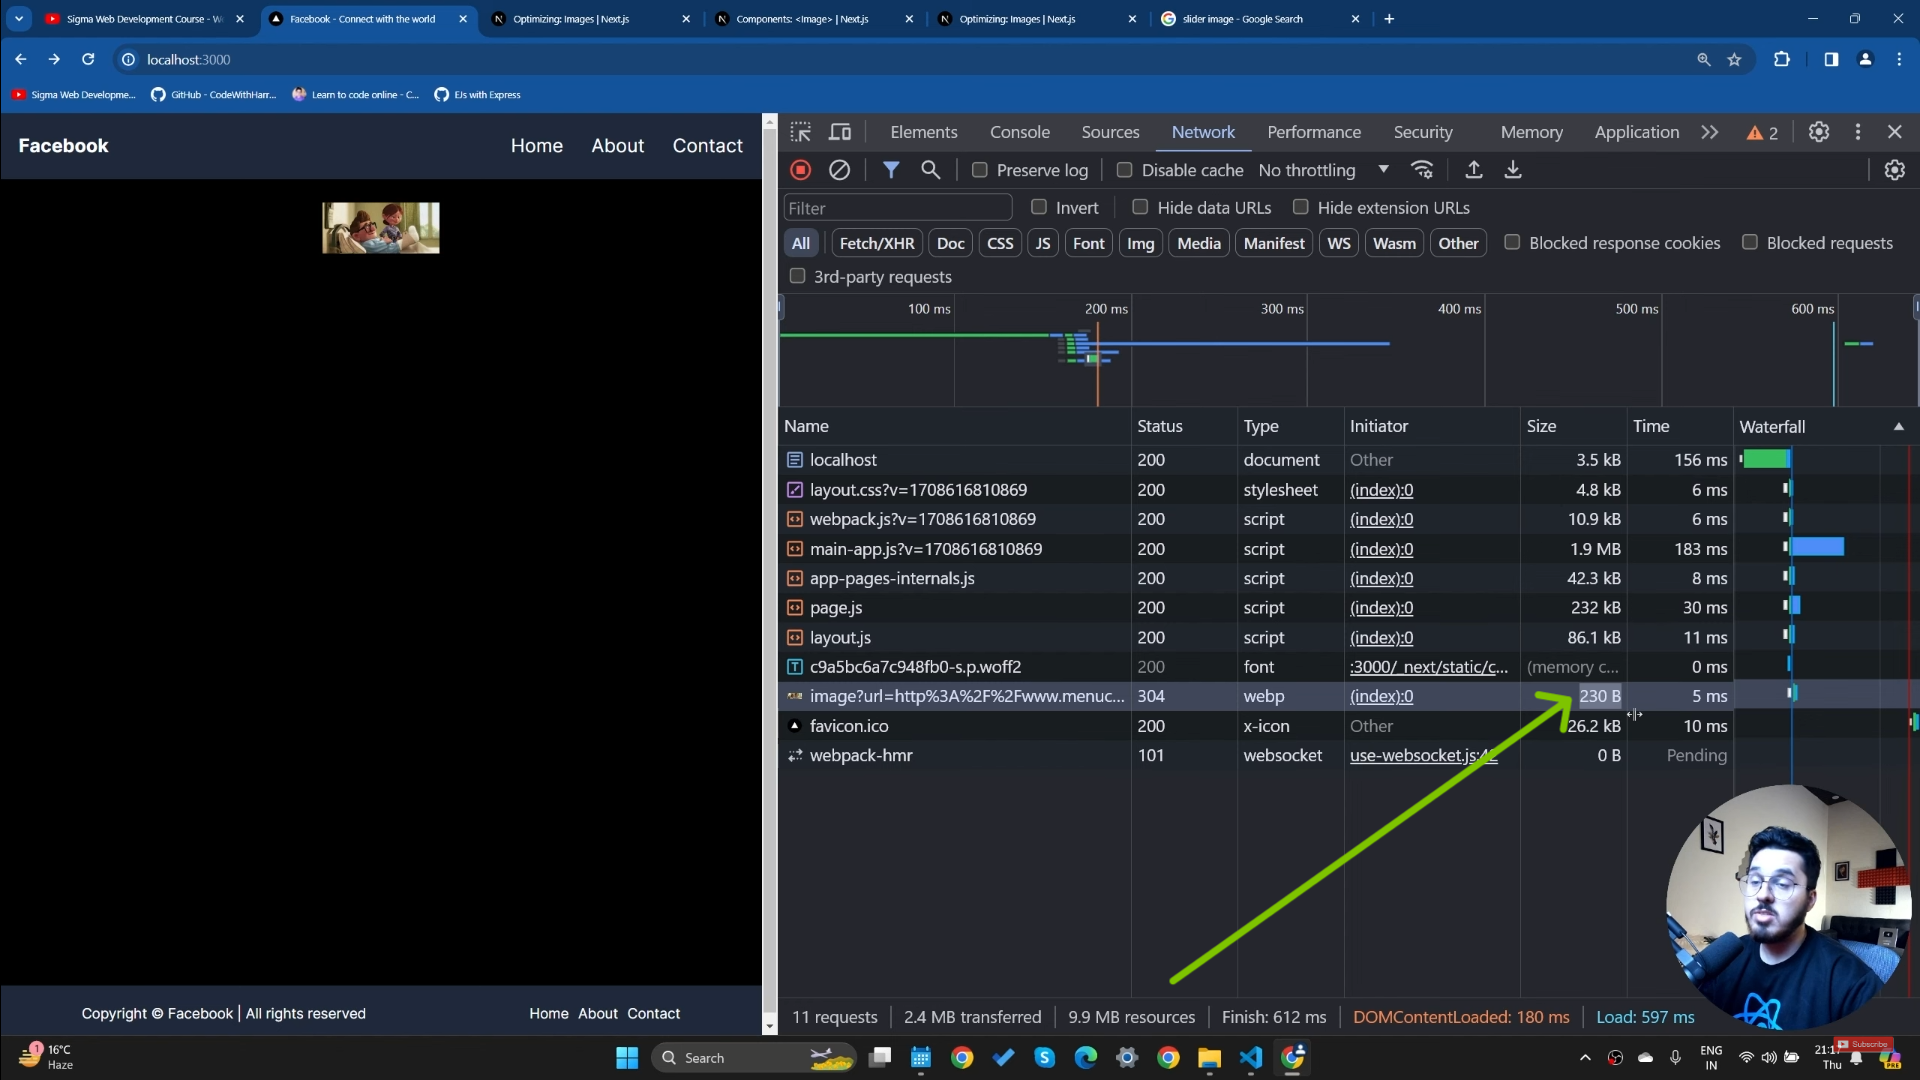 Sigma Web Development Course - W
Facebook - Connect with the world
Optimizing: Images | Next.js
Components: <Image> | Next.js
Optimizing: Images | Next.js
slider image - Google Search
localhost:3000
Sigma Web Developme...
GitHub - CodeWithHarr...
Learn to code online - C...
EJs with Express
Facebook
Home About Contact
Elements Console Sources Network Performance Security Memory Application 2
Preserve log Disable cache No throttling
Filter Invert Hide data URLs Hide extension URLs
All Fetch/XHR Doc CSS JS Font Img Media Manifest WS Wasm Other Blocked response cookies Blocked requests
3rd-party requests
100 ms 200 ms 300 ms 400 ms 500 ms 600 ms
Name Status Type Initiator Size Time Waterfall
localhost 200 document Other 3.5 kB 156 ms
layout.css?v=1708616810869 200 stylesheet (index):0 4.8 kB 6 ms
webpack.js?v=1708616810869 200 script (index):0 10.9 kB 6 ms
main-app.js?v=1708616810869 200 script (index):0 1.9 MB 183 ms
app-pages-internals.js 200 script (index):0 42.3 kB 8 ms
page.js 200 script (index):0 232 kB 30 ms
layout.js 200 script (index):0 86.1 kB 11 ms
c9a5bc6a7c948fb0-s.p.woff2 200 font :3000/_next/static/c... (memory c... 0 ms
image?url=http%3A%2F%2Fwww.menuc... 304 webp (index):0 230 B 5 ms
favicon.ico 200 x-icon Other 26.2 kB 10 ms
webpack-hmr 101 websocket use-websocket.js:42 0 B Pending
Copyright © Facebook | All rights reserved
Home About Contact
11 requests 2.4 MB transferred 9.9 MB resources Finish: 612 ms DOMContentLoaded: 180 ms Load: 597 ms
1
16°C
Haze
Search
ENG
IN
21:17
Thu
Subscribe
PRE